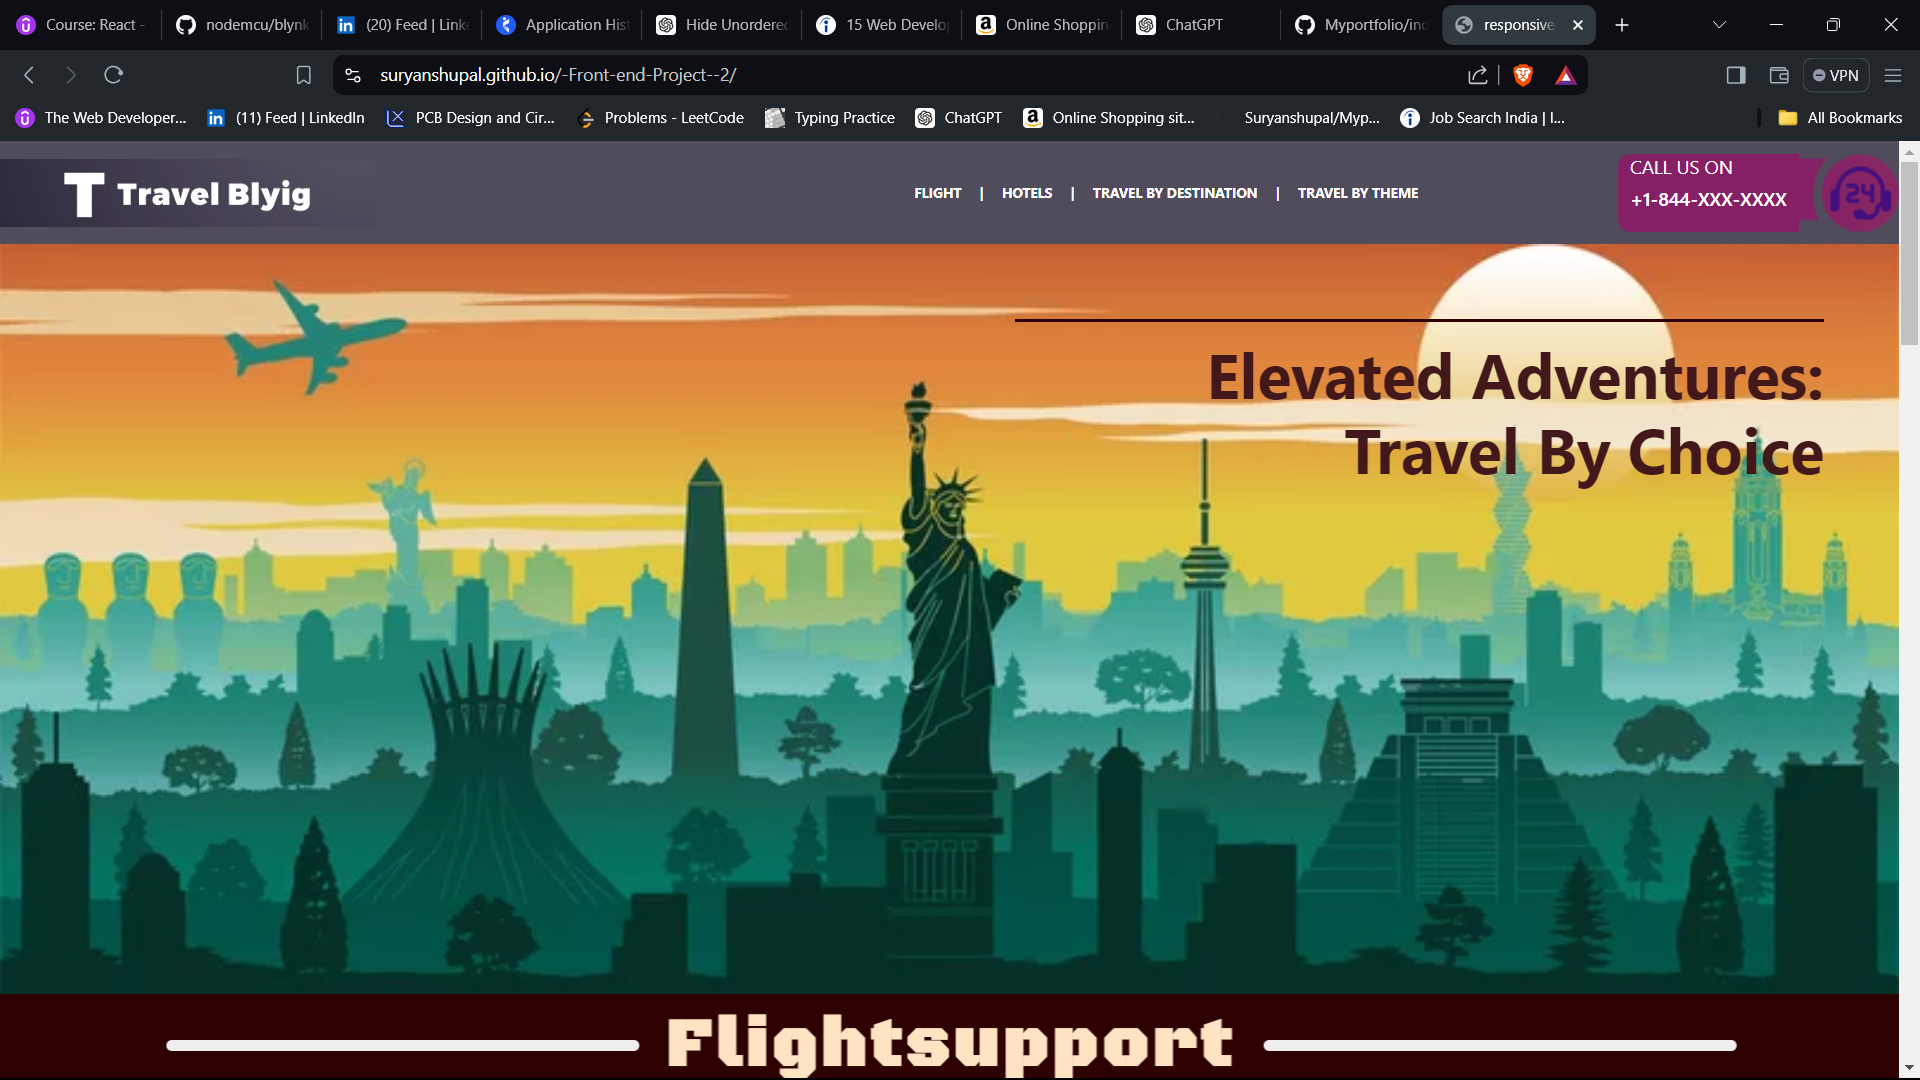 Course: React -
nodemcu/blynk
(20) Feed | Linke
Application Hist
Hide Unordered
15 Web Develo
Online Shoppin
ChatGPT
Myportfolio/ind
responsive
suryanshupal.github.io/-Front-end-Project--2/
VPN
The Web Developer...
(11) Feed | LinkedIn
PCB Design and Cir...
Problems - LeetCode
Typing Practice
ChatGPT
Online Shopping sit...
Suryanshupal/Myp...
Job Search India | I...
All Bookmarks
T Travel Blyig
FLIGHT | HOTELS | TRAVEL BY DESTINATION | TRAVEL BY THEME
CALL US ON
+1-844-XXX-XXXX
24
Elevated Adventures:
Travel By Choice
Flightsupport